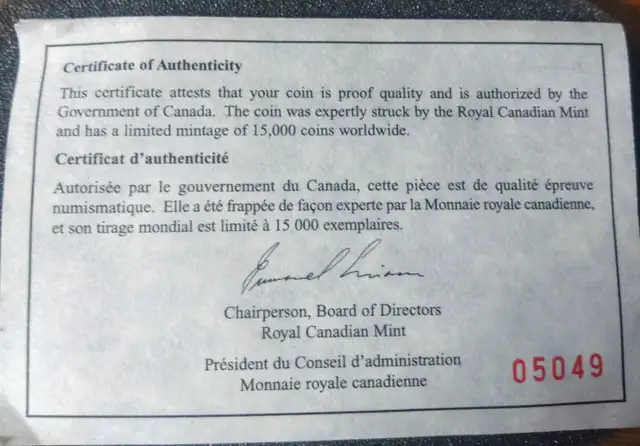 Certificate of Authenticity
This certificate attests that your coin is proof quality and is authorized by the
Government of Canada. The coin was expertly struck by the Royal Canadian Mint
and has a limited mintage of 15,000 coins worldwide.
Certificat d'authenticité
Autorisée par le gouvernement du Canada, cette pièce est de qualité épreuve
numismatique. Elle a été frappée de façon experte par la Monnaie royale canadienne,
et son tirage mondial est limité à 15 000 exemplaires.
Chairperson, Board of Directors
Royal Canadian Mint
Président du Conseil d'administration
Monnaie royale canadienne
05049